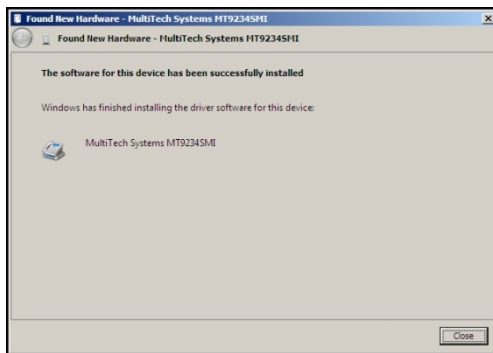 Found New Hardware - MultiTech Systems MT9234SMI
Found New Hardware - MultiTech Systems MT9234SMI
The software for this device has been successfully installed
Windows has finished installing the driver software for this device:
MultiTech Systems MT9234SMI
Close